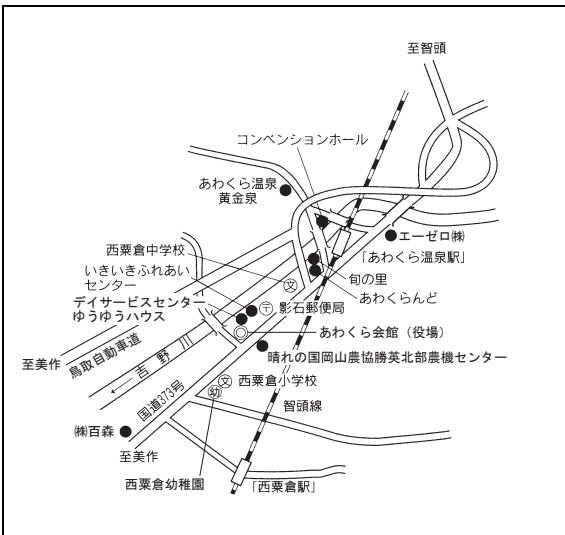 至智頭
コンベンションホール
あわくら温泉
黄金泉
エーゼロ㈱
「あわくら温泉駅」
西粟倉中学校
文
旬の里
いきいきふれあい
センター
あわくらんど
デイサービスセンター
ゆうゆうハウス
〒影石郵便局
あわくら会館（役場）
至美作
鳥取自動車道
晴れの国岡山農協勝英北部農機センター
吉野川
国道373号
文
西粟倉小学校
幼
智頭線
㈱百森
至美作
西粟倉幼稚園
「西粟倉駅」